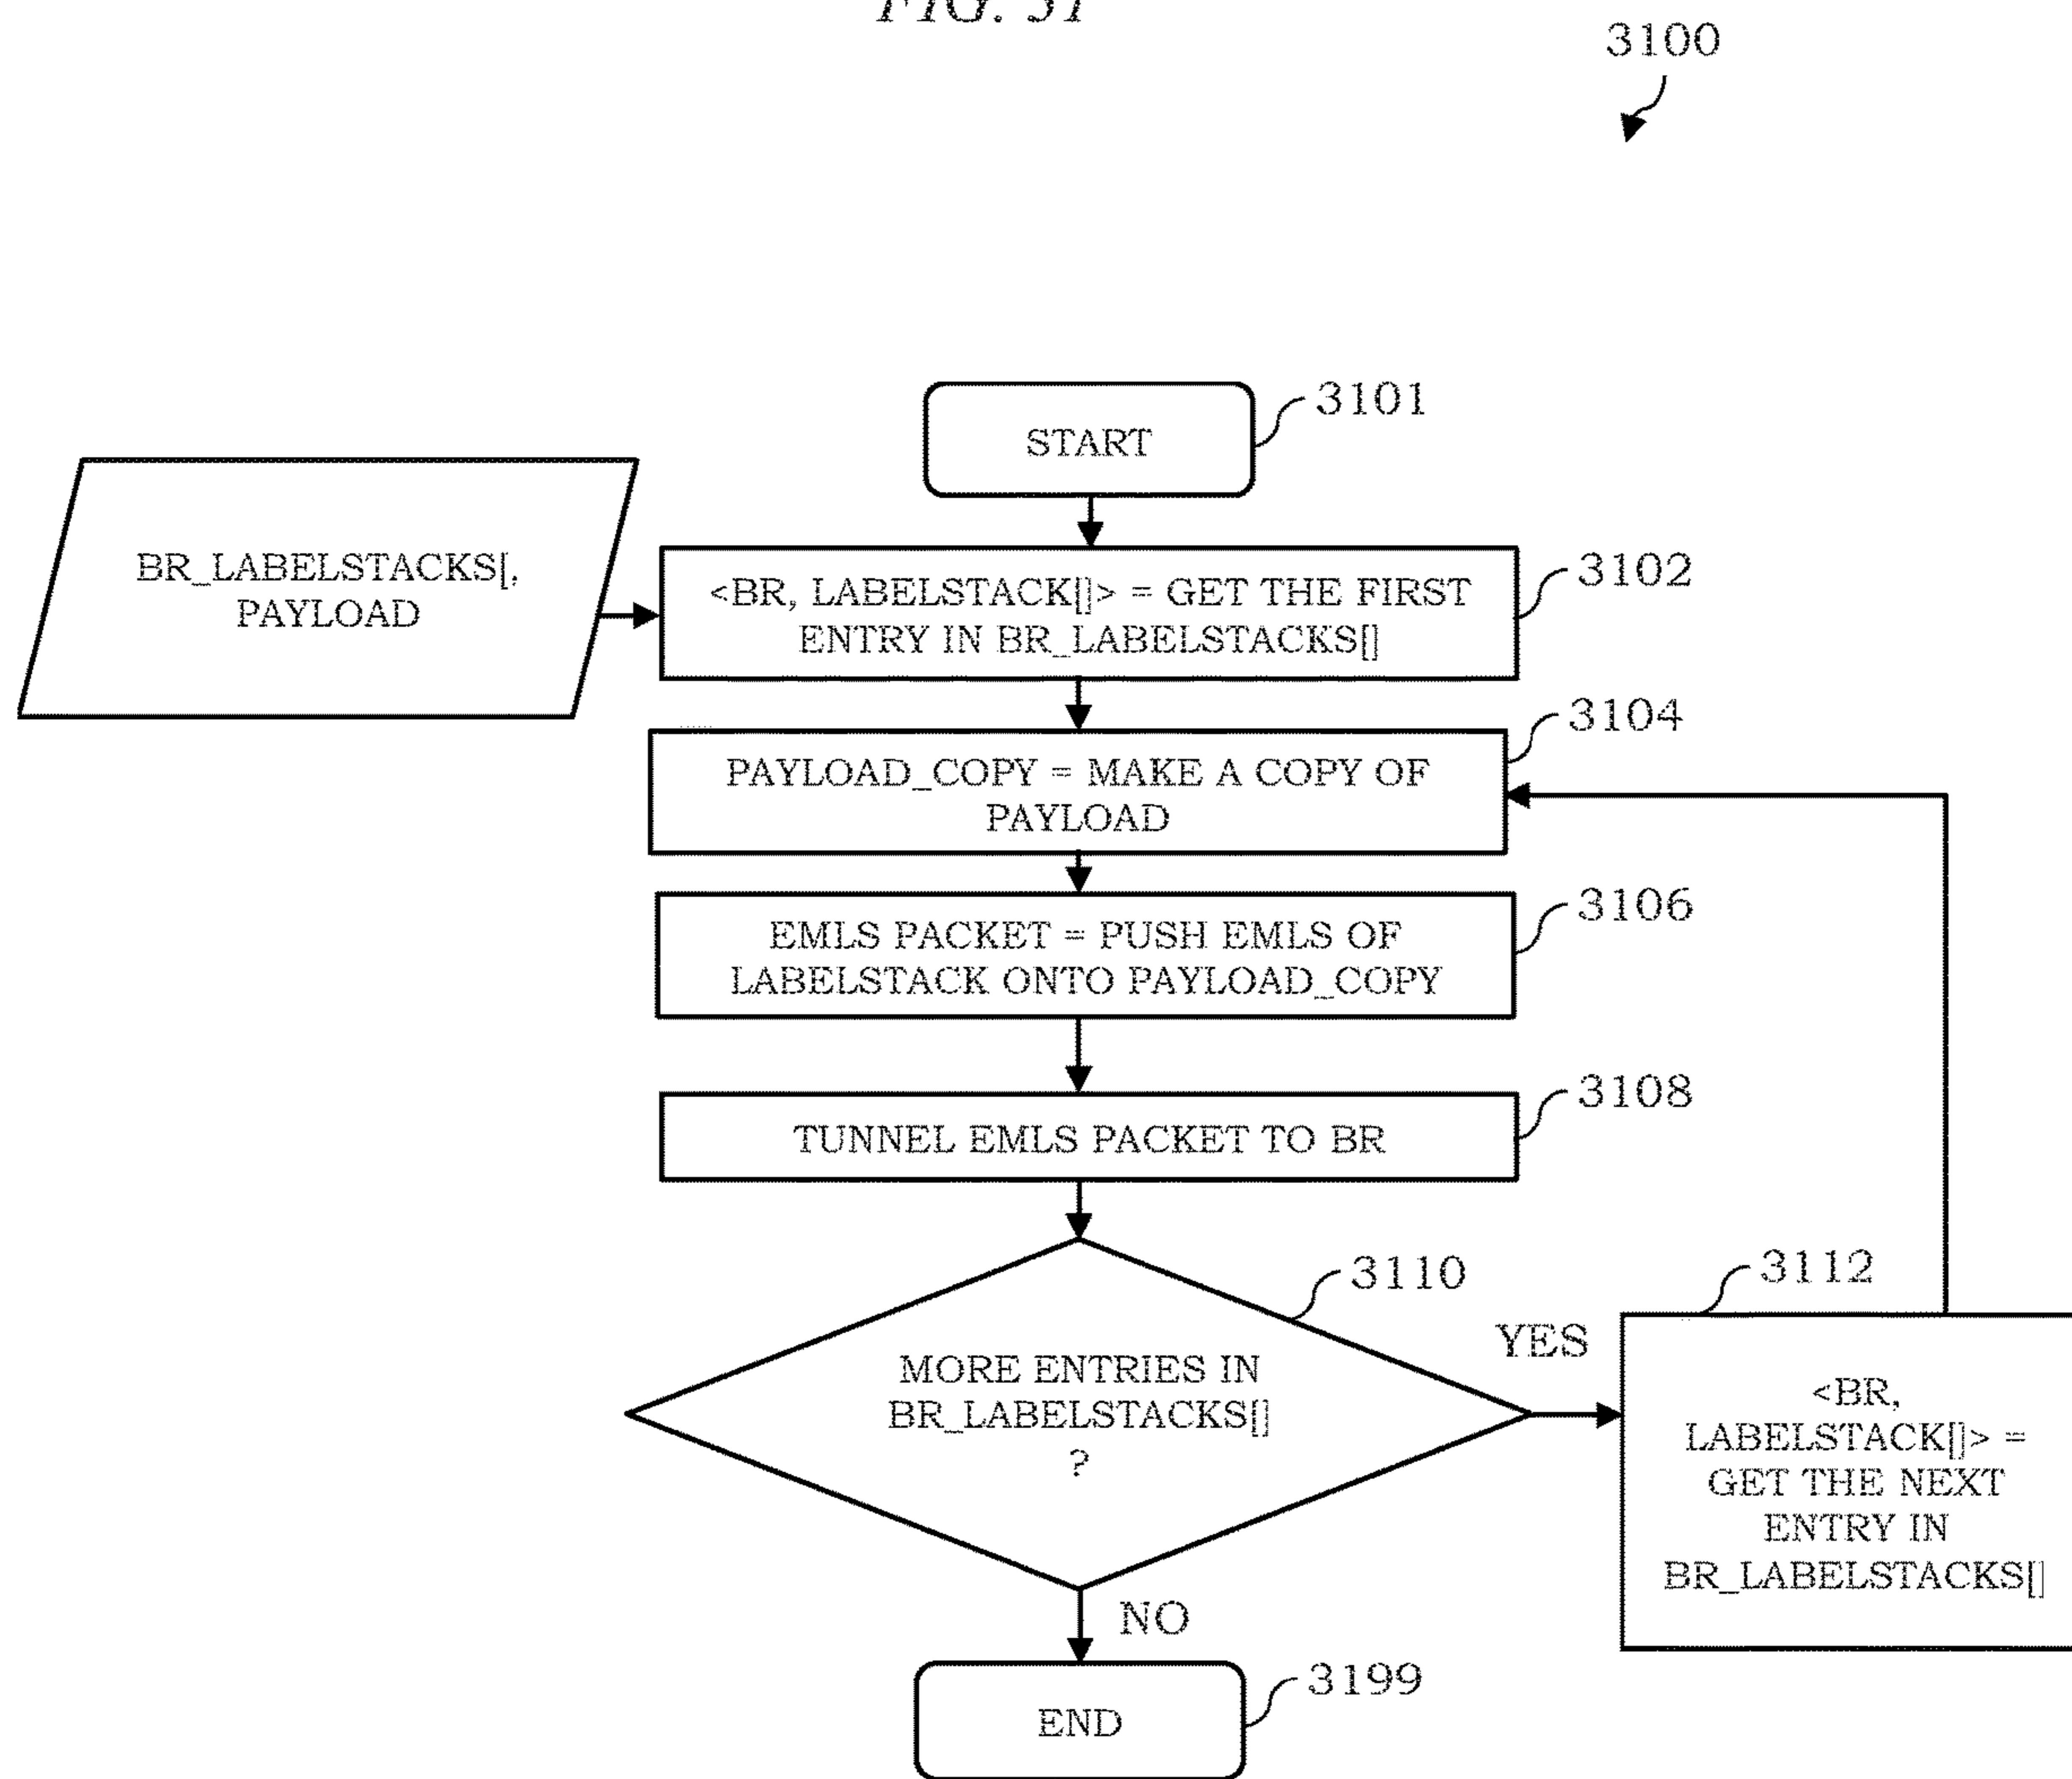 FIG. 31
3100
START
3101
BR_LABELSTACKS[,
PAYLOAD
<BR, LABELSTACK[]> = GET THE FIRST
ENTRY IN BR_LABELSTACKS[]
3102
PAYLOAD_COPY = MAKE A COPY OF
PAYLOAD
3104
EMLS PACKET = PUSH EMLS OF
LABELSTACK ONTO PAYLOAD_COPY
3106
TUNNEL EMLS PACKET TO BR
3108
MORE ENTRIES IN
BR_LABELSTACKS[]
?
3110
YES
3112
<BR,
LABELSTACK[]> =
GET THE NEXT
ENTRY IN
BR_LABELSTACKS[]
NO
END
3199